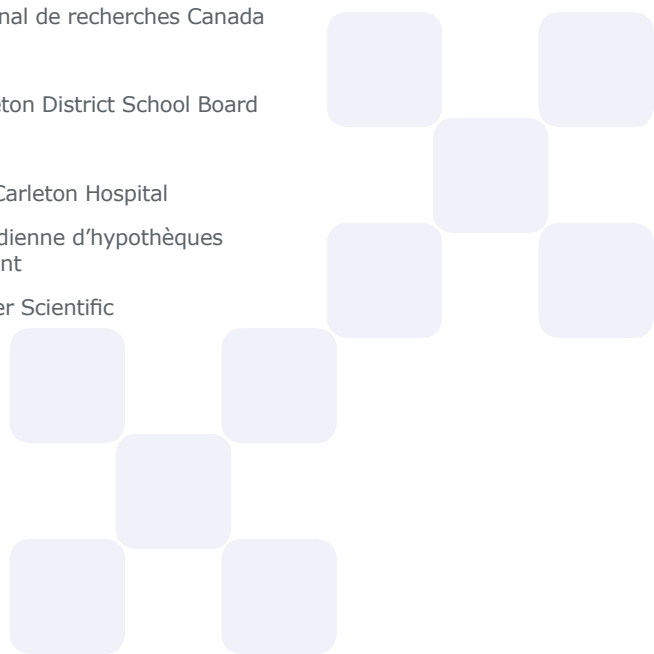 nal de recherches Canada
ton District School Board
Carleton Hospital
dienne d'hypothèques
nt
er Scientific